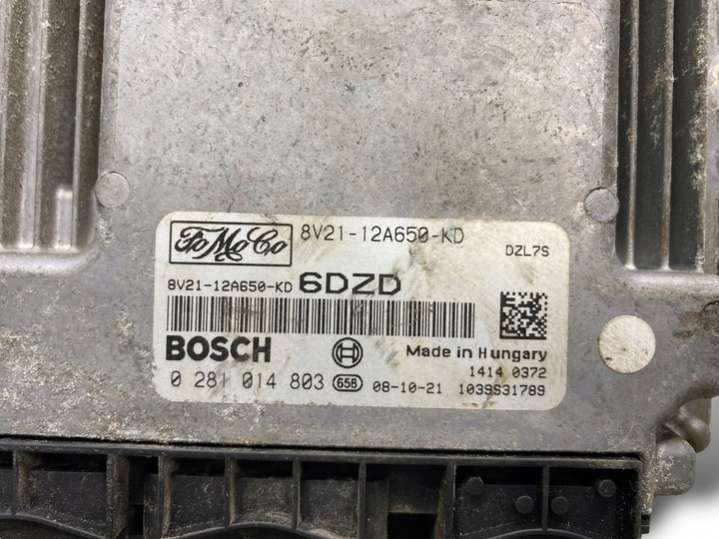 FoMoCo 8V21-12A650-KD
DZL7S
8V21-12A650-KD 6DZD
BOSCH Made in Hungary
1414 0372
0 281 014 803 658 08-10-21 1039S31789